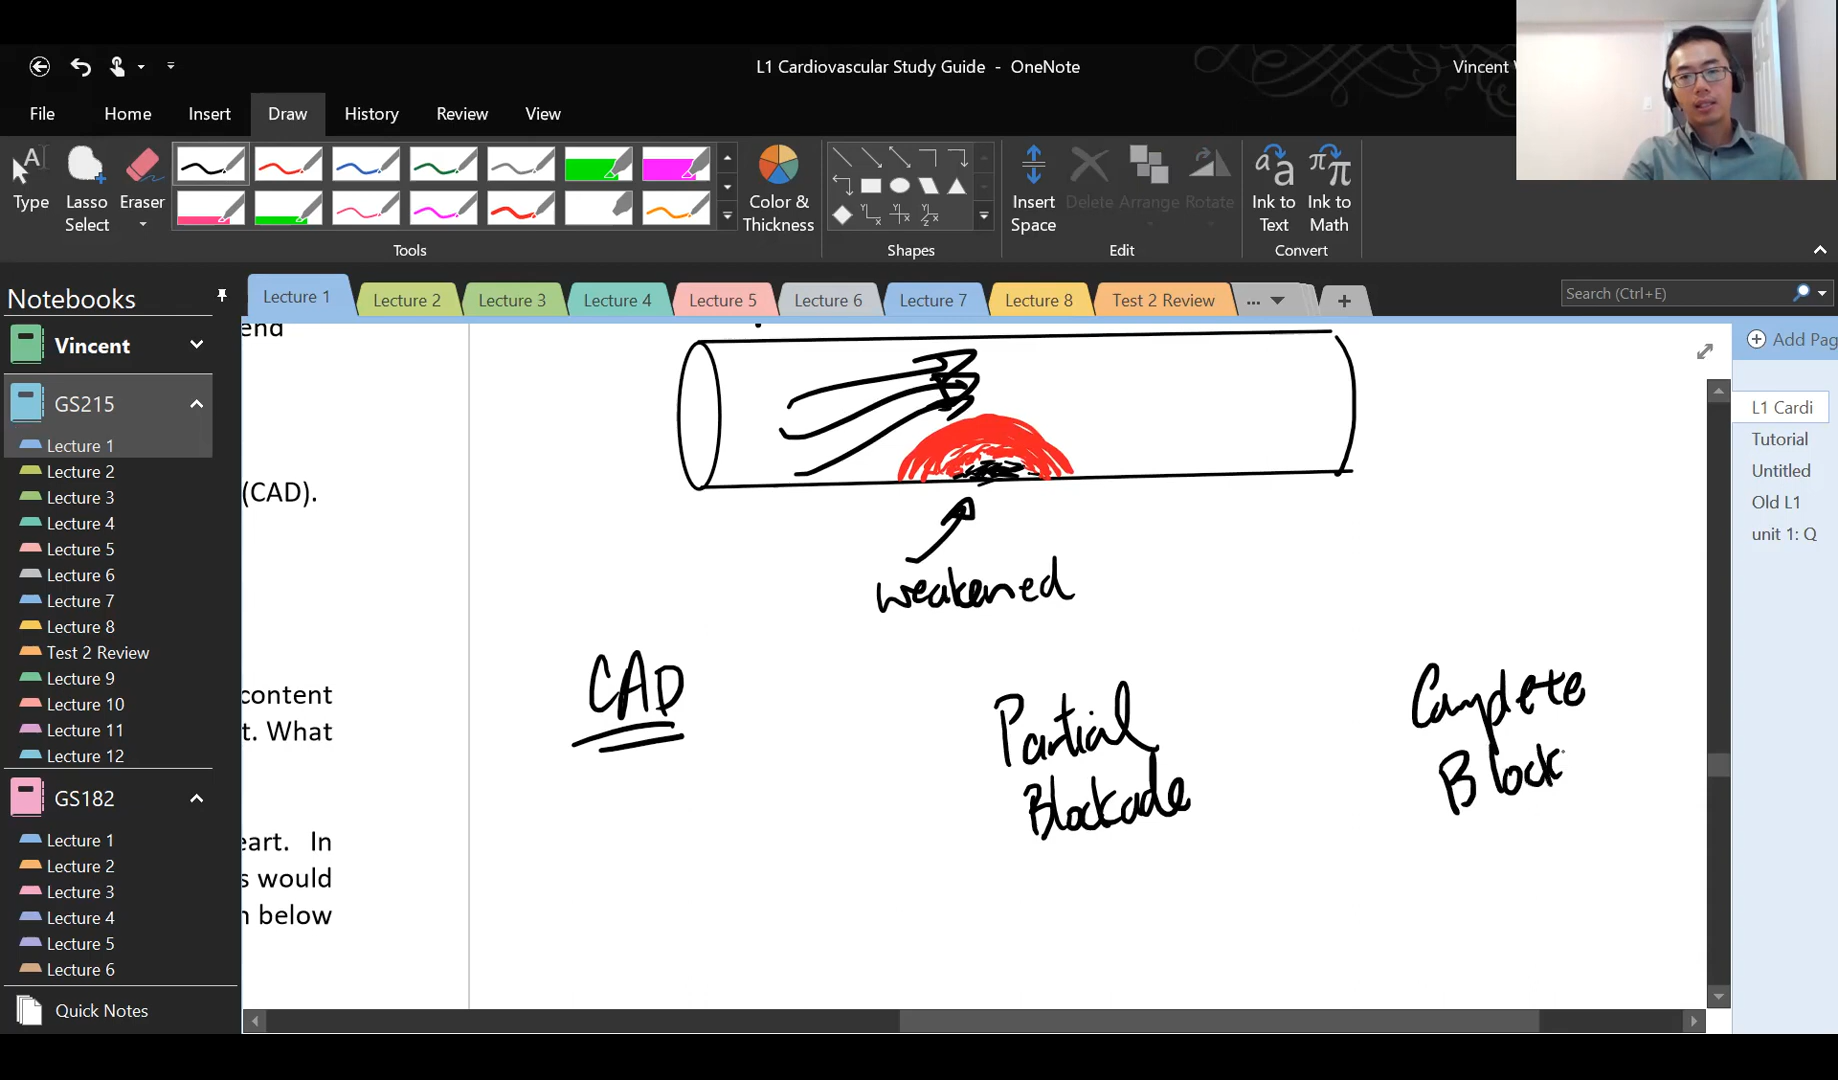 L1 Cardiovascular Study Guide - OneNote
Vincent
File
Home
Insert
Draw
History
Review
View
Type
Lasso
Select
Eraser
Color &
Thickness
Insert
Space
Delete
Arrange
Rotate
Ink to
Text
Ink to
Math
Tools
Shapes
Edit
Convert
Notebooks
Lecture 1
Lecture 2
Lecture 3
Lecture 4
Lecture 5
Lecture 6
Lecture 7
Lecture 8
Test 2 Review
...
Search (Ctrl+E)
Vincent
GS215
Lecture 1
Lecture 2
Lecture 3
Lecture 4
Lecture 5
Lecture 6
Lecture 7
Lecture 8
Test 2 Review
Lecture 9
Lecture 10
Lecture 11
Lecture 12
GS182
Lecture 1
Lecture 2
Lecture 3
Lecture 4
Lecture 5
Lecture 6
Quick Notes
end
(CAD).
content
t. What
eart. In
s would
n below
weakened
CAD
Partial
Blockade
Complete
Block
Add Pag
L1 Cardi
Tutorial
Untitled
Old L1
unit 1: Q